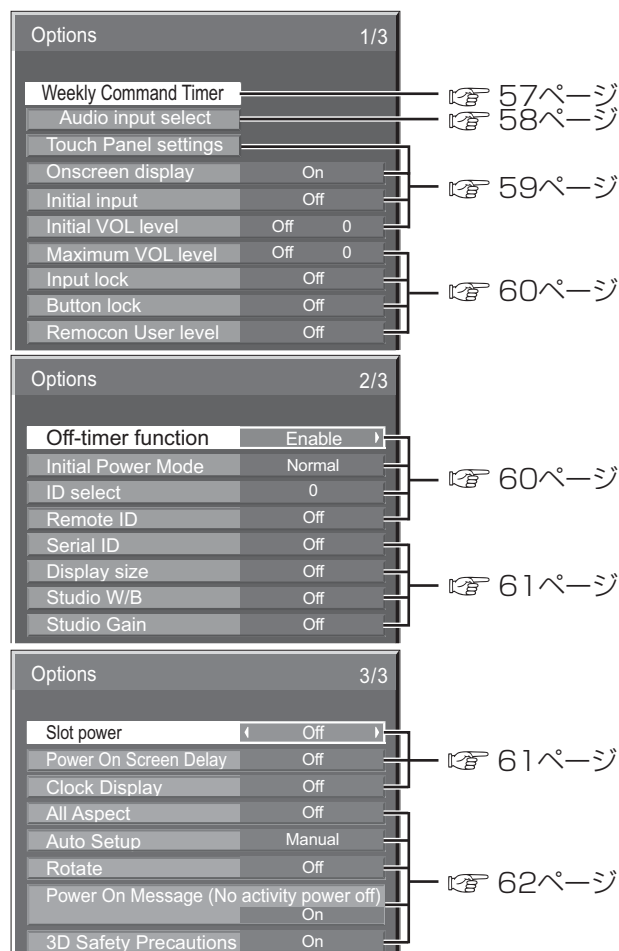 Options 1/3
Weekly Command Timer ☞ 57ページ
Audio input select ☞ 58ページ
Touch Panel settings
Onscreen display On
Initial input Off
☞ 59ページ
Initial VOL level Off 0
Maximum VOL level Off 0
Input lock Off
☞ 60ページ
Button lock Off
Remocon User level Off
Options 2/3
Off-timer function Enable
Initial Power Mode Normal
☞ 60ページ
ID select 0
Remote ID Off
Serial ID Off
Display size Off
☞ 61ページ
Studio W/B Off
Studio Gain Off
Options 3/3
Slot power Off
Power On Screen Delay Off ☞ 61ページ
Clock Display Off
All Aspect Off
Auto Setup Manual
Rotate Off
☞ 62ページ
Power On Message (No activity power off)
On
3D Safety Precautions On